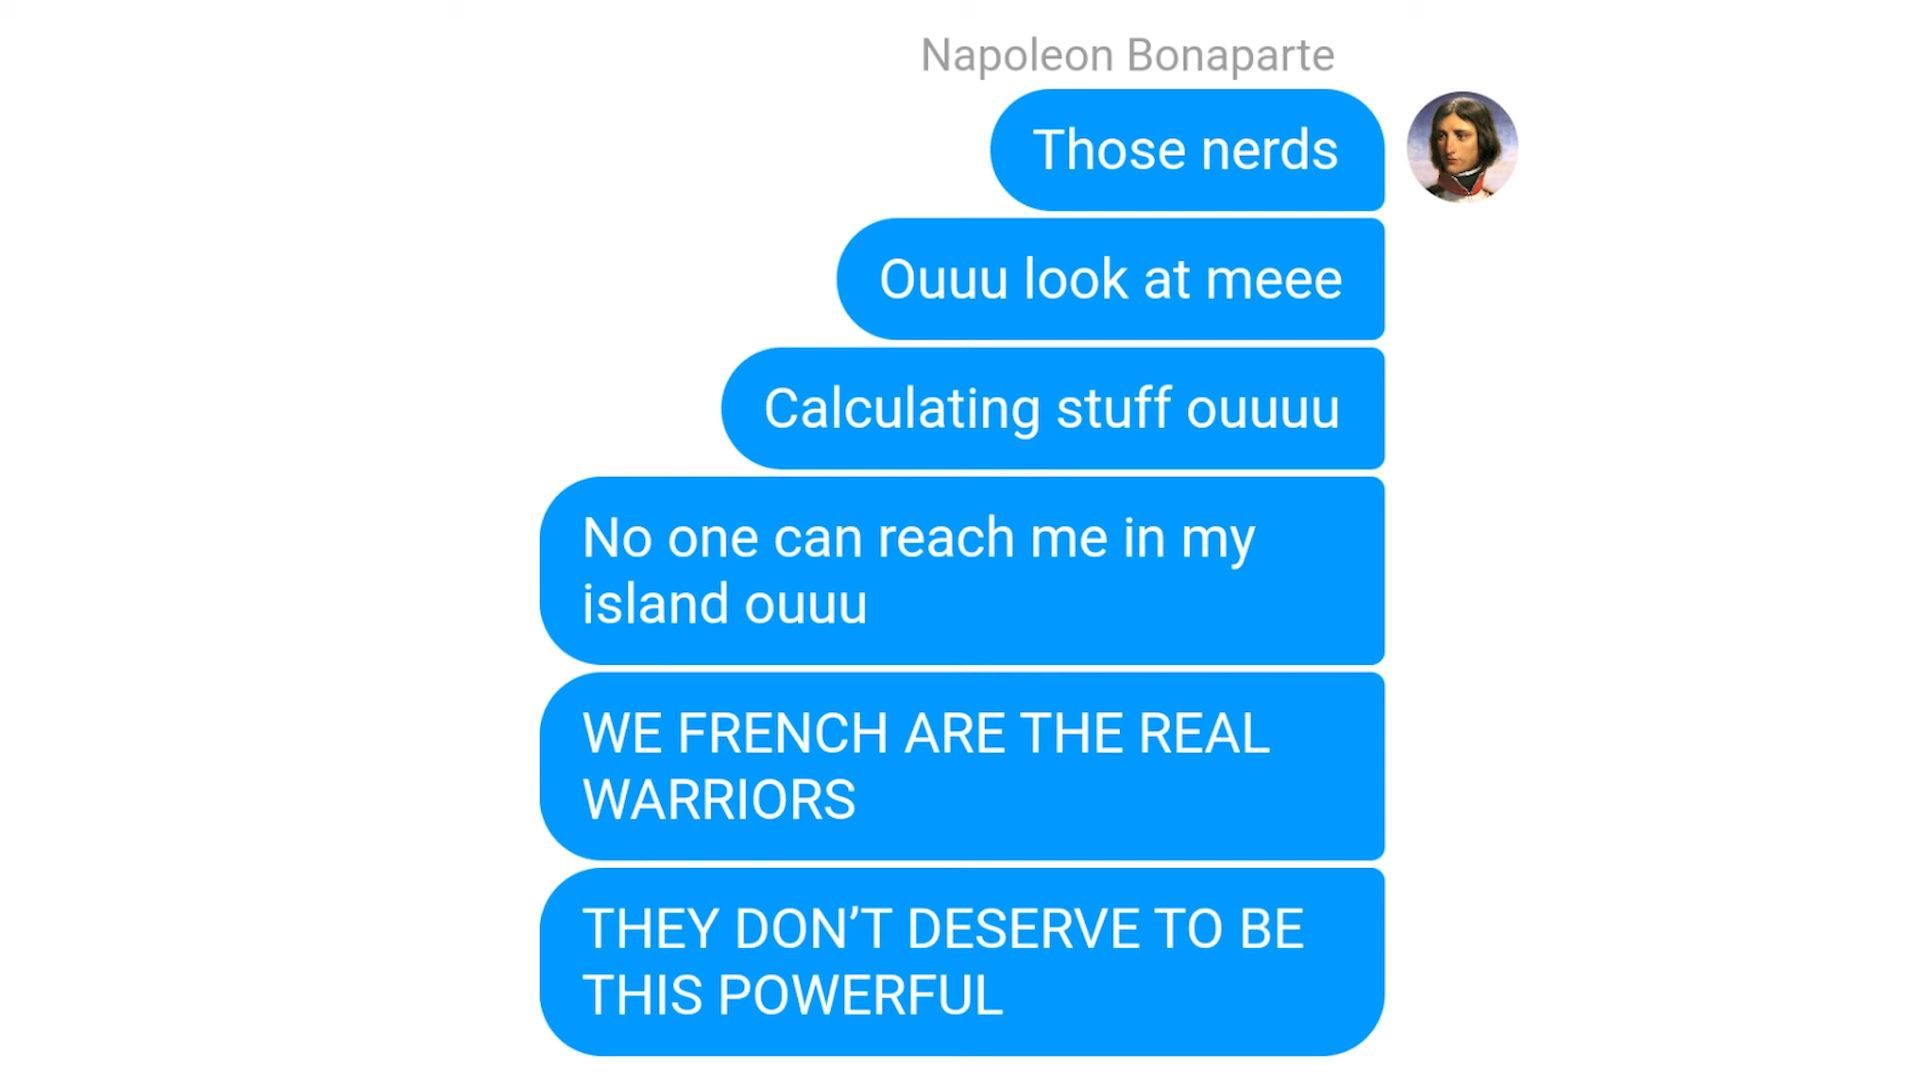 Napoleon Bonaparte
Those nerds
Ouuu look at meee
Calculating stuff ouuuu
No one can reach me in my
island ouuu
WE FRENCH ARE THE REAL
WARRIORS
THEY DON’T DESERVE TO BE
THIS POWERFUL